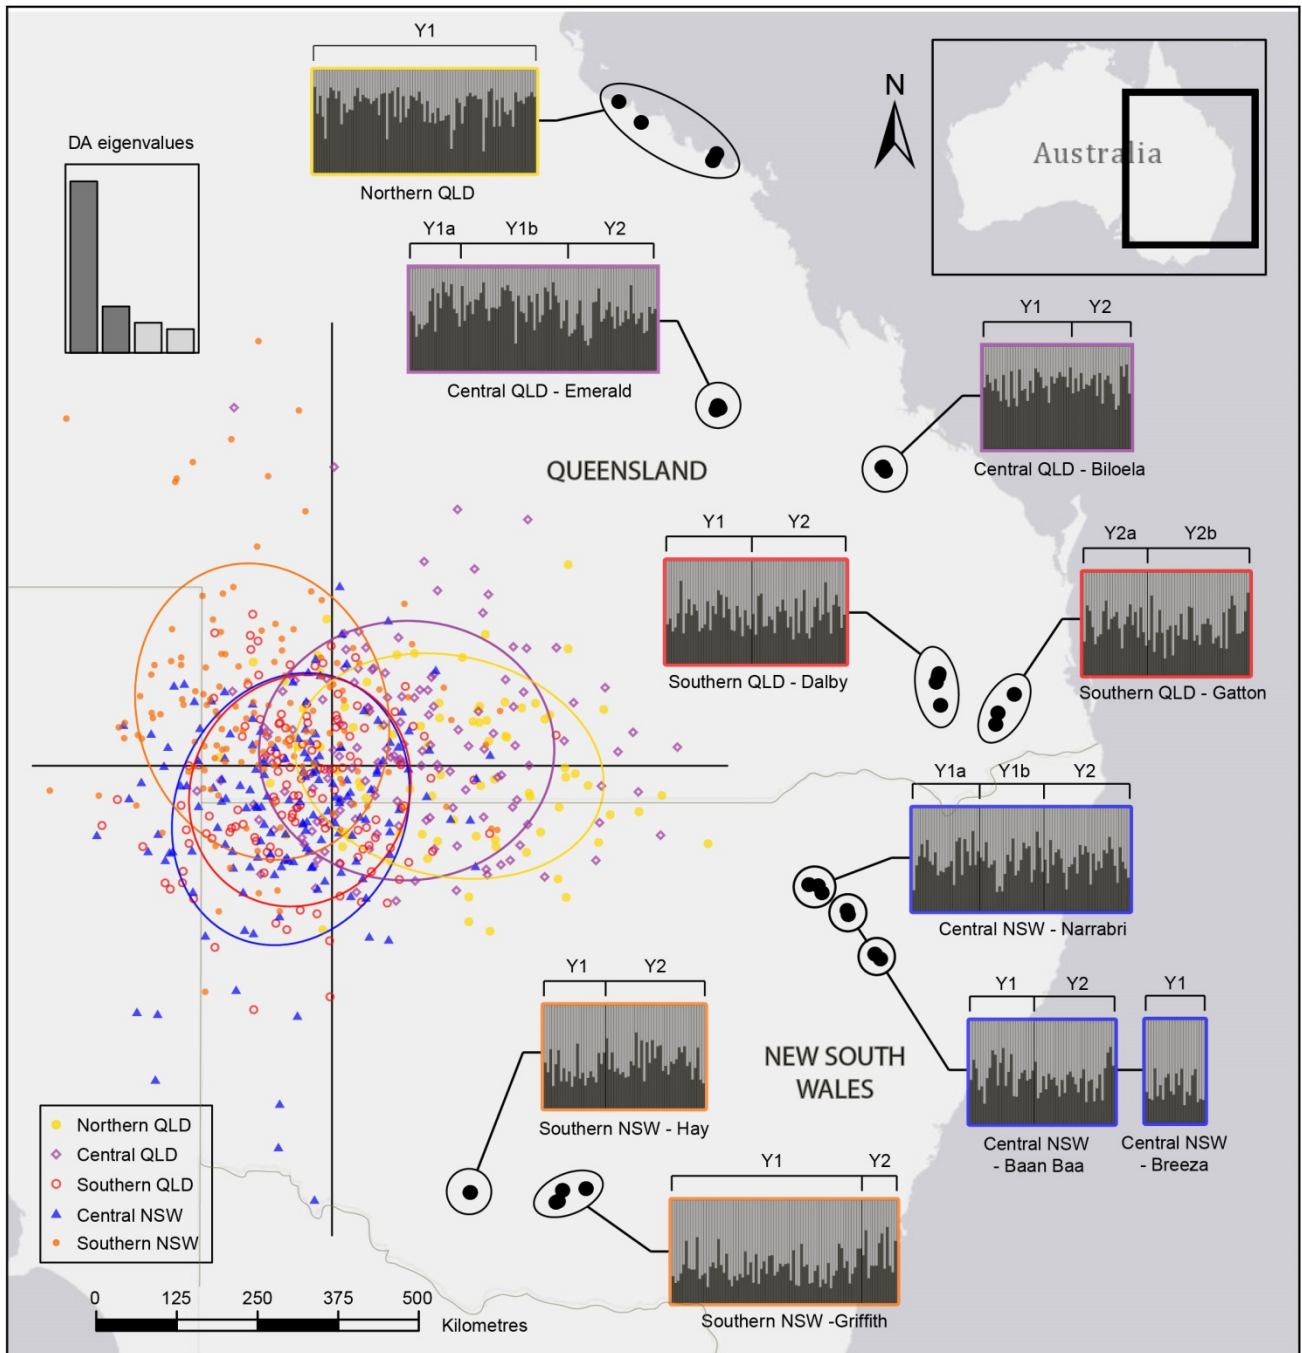 Y1
Northern QLD
DA eigenvalues
N
Australia
Y1a Y1b Y2
Central QLD - Emerald
Y1 Y2
Central QLD - Biloela
QUEENSLAND
Y1 Y2
Southern QLD - Dalby
Y2a Y2b
Southern QLD - Gatton
Y1a Y1b Y2
Central NSW - Narrabri
Y1 Y2
Southern NSW - Hay
NEW SOUTH
WALES
Y1 Y2
Central NSW
- Baan Baa
Y1
Central NSW
- Breeza
Y1 Y2
Southern NSW -Griffith
Northern QLD
Central QLD
Southern QLD
Central NSW
Southern NSW
0 125 250 375 500
Kilometres